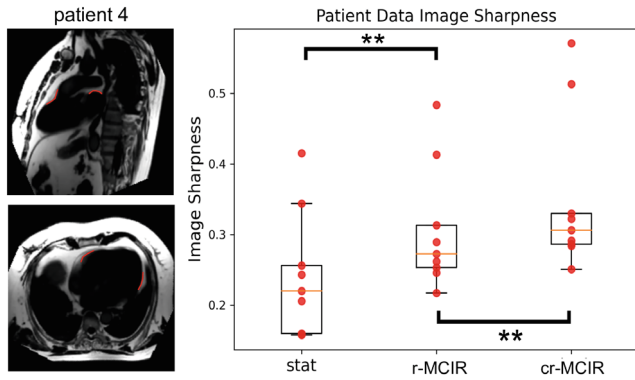 patient 4
Patient Data Image Sharpness
**
0.5
0.4
0.3
0.2
Image Sharpness
**
stat
r-MCIR
cr-MCIR